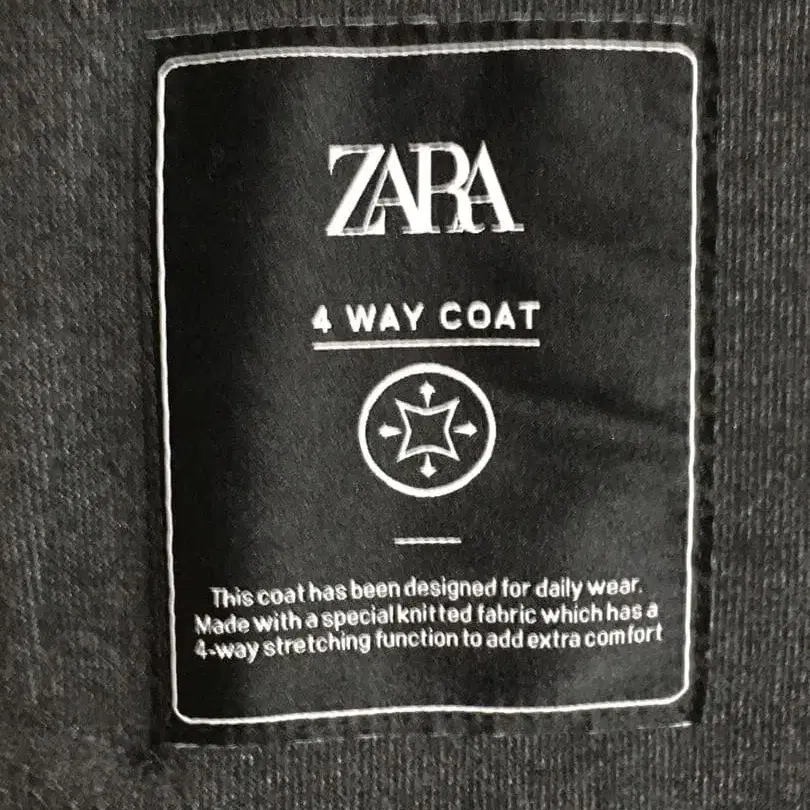 ZARA
4 WAY COAT
This coat has been designed for daily wear.
Made with a special knitted fabric which has a
4-way stretching function to add extra comfort